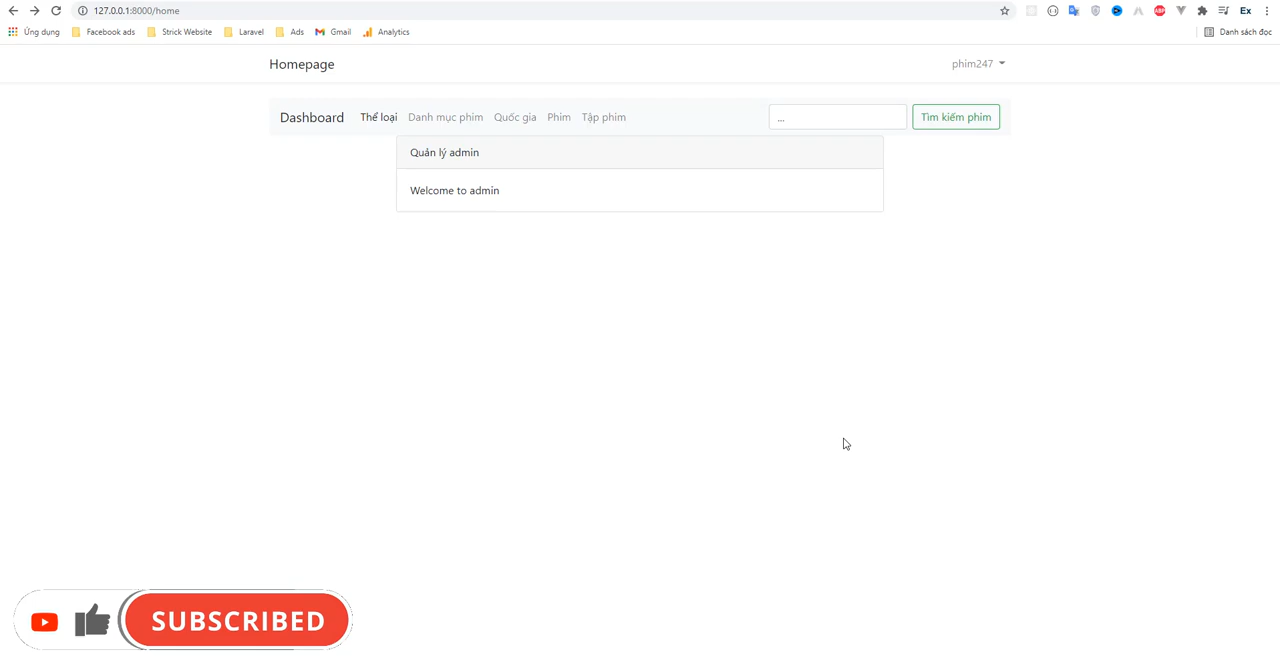 127.0.0.1:8000/home
ABP
Ex
Ứng dụng Facebook ads Strick Website Laravel Ads Gmail Analytics Danh sách đọc
Homepage phim247
Dashboard Thể loại Danh mục phim Quốc gia Phim Tập phim ... Tìm kiếm phim
Quản lý admin
Welcome to admin
SUBSCRIBED